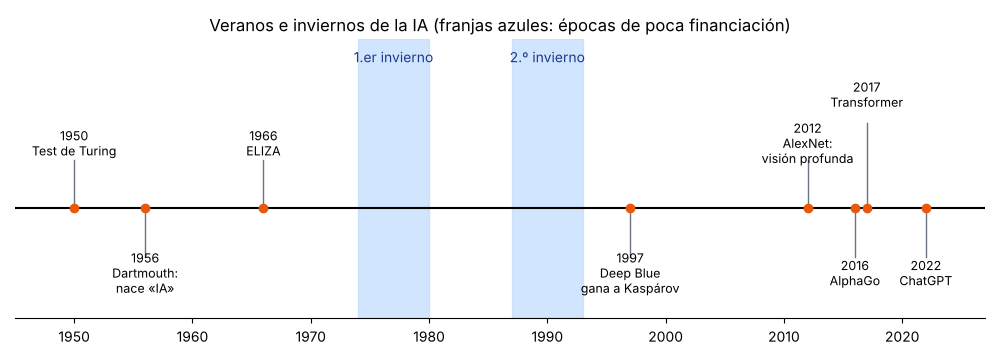 Veranos e inviernos de la IA (franjas azules: épocas de poca financiación)
1.er invierno
2.º invierno
1950
Test de Turing
1956
Dartmouth:
nace «IA»
1966
ELIZA
1997
Deep Blue
gana a Kaspárov
2012
AlexNet:
visión profunda
2016
AlphaGo
2017
Transformer
2022
ChatGPT
1950
1960
1970
1980
1990
2000
2010
2020